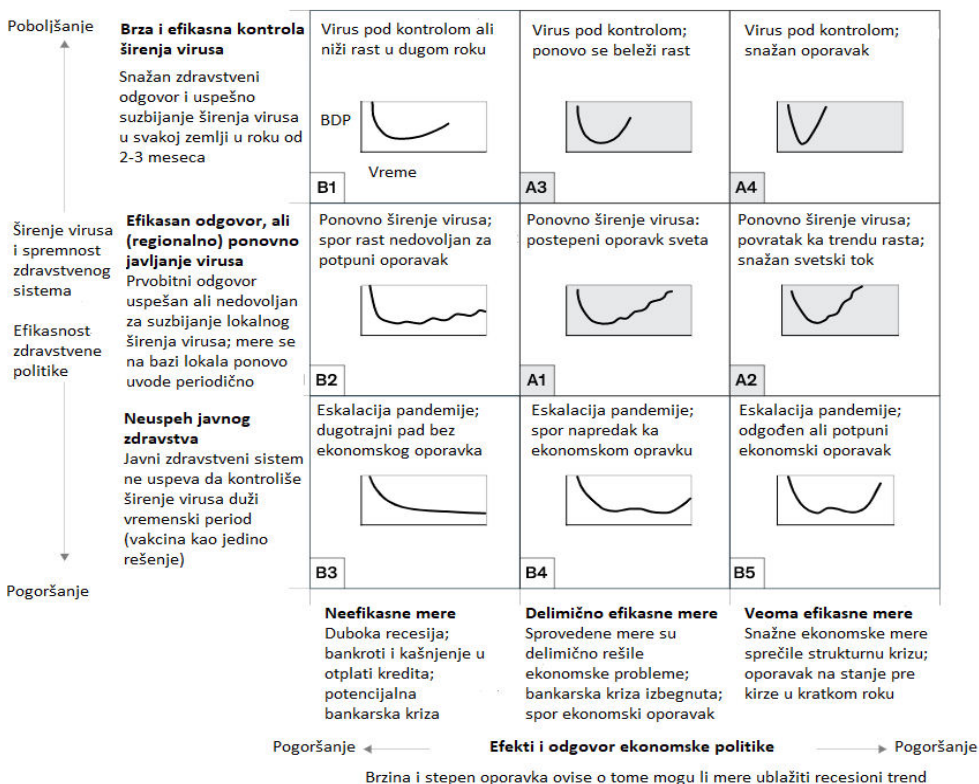 Poboljšanje
Brza i efikasna kontrola
širenja virusa
Snažan zdravstveni
odgovor i uspešno
suzbijanje širenja virusa
u svakoj zemlji u roku od
2-3 meseca
Virus pod kontrolom ali
niži rast u dugom roku
BDP
Vreme
B1
Virus pod kontrolom;
ponovo se beleži rast
A3
Virus pod kontrolom;
snažan oporavak
A4
Širenje virusa
i spremnost
zdravstvenog
sistema
Efikasnost
zdravstvene
politike
Efikasan odgovor, ali
(regionalno) ponovno
javljanje virusa
Prvobitni odgovor
uspešan ali nedovoljan
za suzbijanje lokalnog
širenja virusa; mere se
na bazi lokala ponovo
uvode periodično
Ponovno širenje virusa;
spor rast nedovoljan za
potpuni oporavak
B2
Ponovno širenje virusa:
postepeni oporavk sveta
A1
Ponovno širenje virusa;
povratak ka trendu rasta;
snažan svetski tok
A2
Neuspeh javnog
zdravstva
Javni zdravstveni sistem
ne uspeva da kontroliše
širenje virusa duži
vremenski period
(vakcina kao jedino
rešenje)
Eskalacija pandemije;
dugotrajni pad bez
ekonomskog oporavka
B3
Eskalacija pandemije;
spor napredak ka
ekonomskom opravku
B4
Eskalacija pandemije;
odgođen ali potpuni
ekonomski oporavak
B5
Pogoršanje
Neefikasne mere
Duboka recesija;
bankroti i kašnjenje u
otplati kredita;
potencijalna
bankarska kriza
Delimično efikasne mere
Sprovedene mere su
delimično rešile
ekonomske probleme;
bankarska kriza izbegnuta;
spor ekonomski oporavak
Veoma efikasne mere
Snažne ekonomske mere
sprečile strukturnu krizu;
oporavak na stanje pre
kirze u kratkom roku
Pogoršanje
Efekti i odgovor ekonomske politike
Pogoršanje
Brzina i stepen oporavka ovise o tome mogu li mere ublažiti recesioni trend